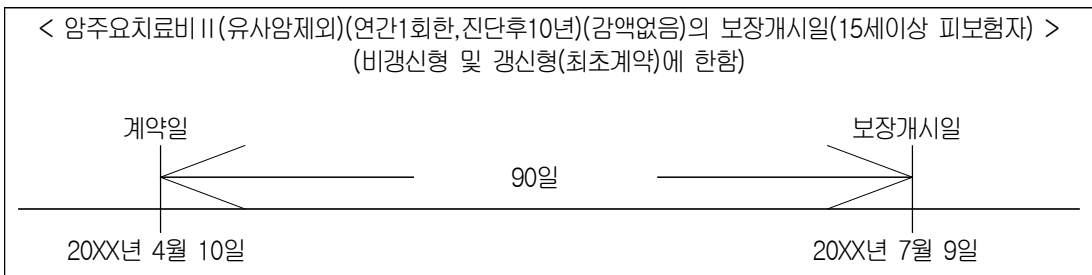 < 암주요치료비Ⅱ(유사암제외)(연간1회한,진단후10년)(감액없음)의 보장개시일(15세이상 피보험자) >
(비갱신형 및 갱신형(최초계약)에 한함)
계약일 보장개시일
90일
20XX년 4월 10일 20XX년 7월 9일